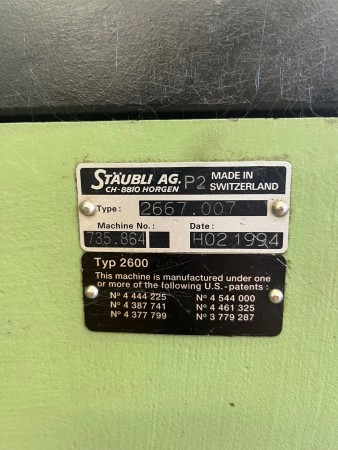 STÄUBLI AG. P2 MADE IN
CH-8810 HORGEN SWITZERLAND
Type: 2667.007
Machine No.: Date:
735.864 H02 1994
Typ 2600
This machine is manufactured under one
or more of the following U.S.-patents:
Nº 4 444 225 Nº 4 544 000
Nº 4 387 741 Nº 4 461 325
Nº 4 377 799 Nº 3 779 287